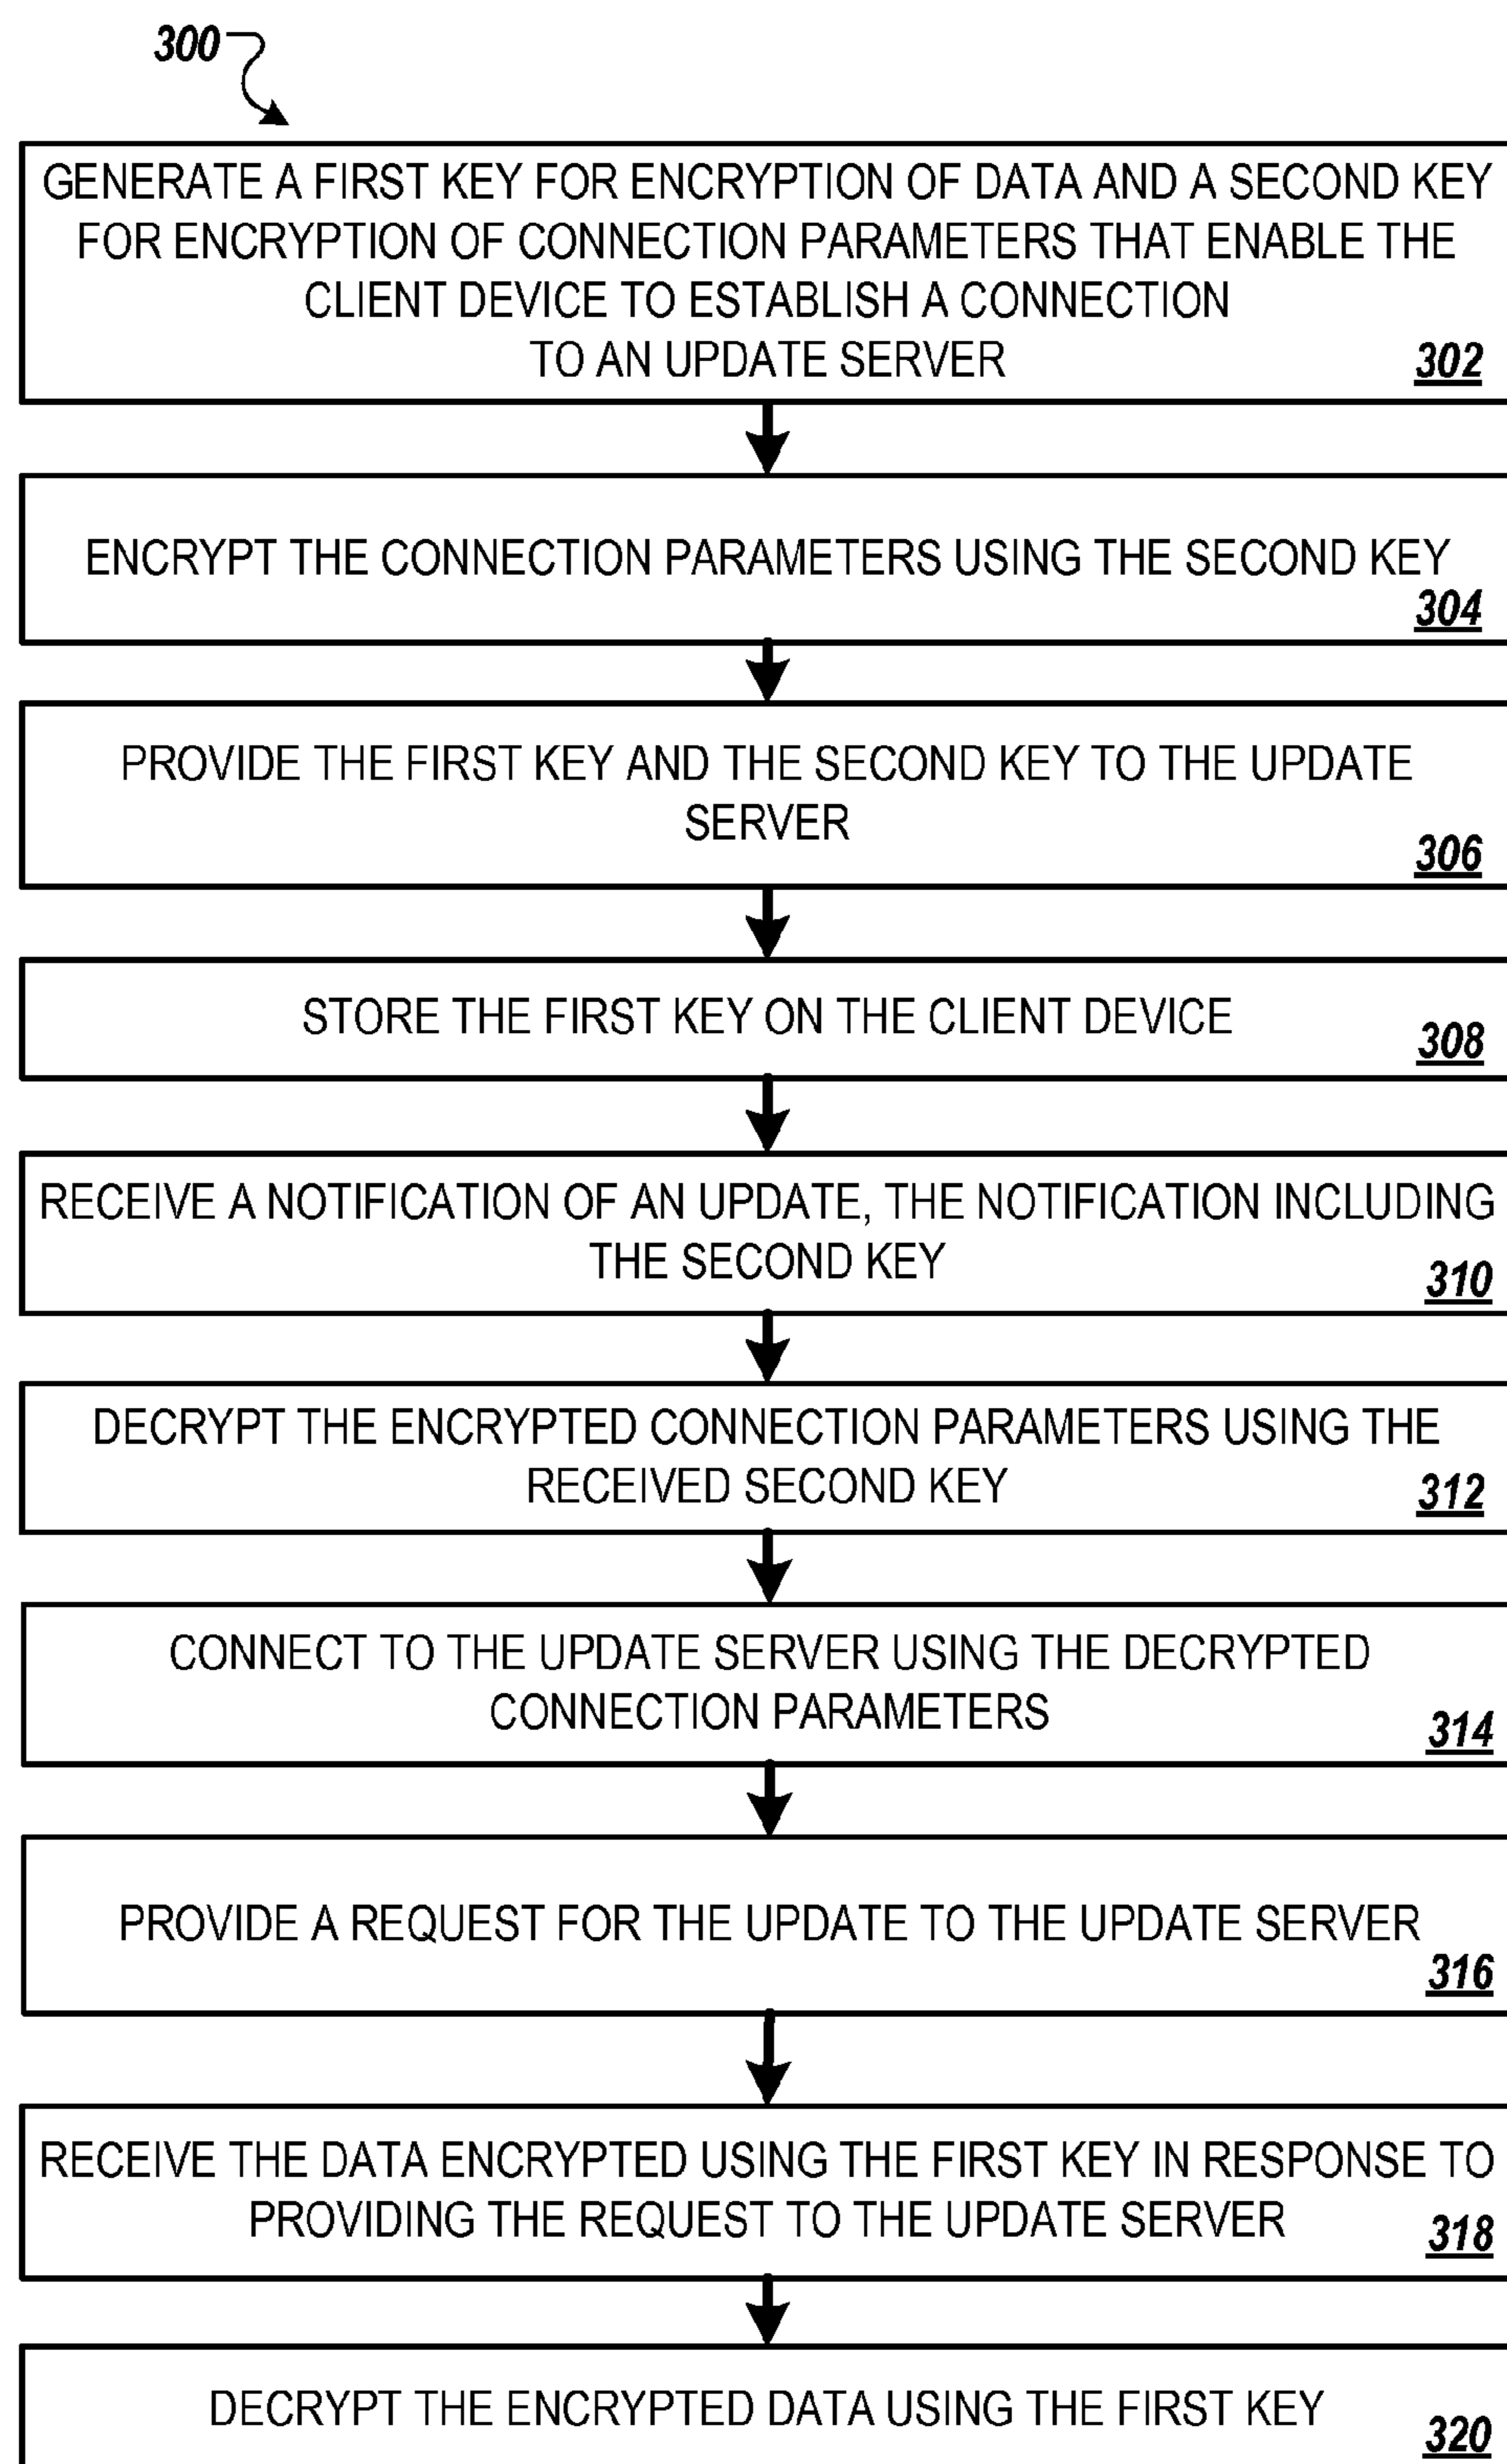 300
GENERATE A FIRST KEY FOR ENCRYPTION OF DATA AND A SECOND KEY
FOR ENCRYPTION OF CONNECTION PARAMETERS THAT ENABLE THE
CLIENT DEVICE TO ESTABLISH A CONNECTION
TO AN UPDATE SERVER
302
ENCRYPT THE CONNECTION PARAMETERS USING THE SECOND KEY
304
PROVIDE THE FIRST KEY AND THE SECOND KEY TO THE UPDATE
SERVER
306
STORE THE FIRST KEY ON THE CLIENT DEVICE
308
RECEIVE A NOTIFICATION OF AN UPDATE, THE NOTIFICATION INCLUDING
THE SECOND KEY
310
DECRYPT THE ENCRYPTED CONNECTION PARAMETERS USING THE
RECEIVED SECOND KEY
312
CONNECT TO THE UPDATE SERVER USING THE DECRYPTED
CONNECTION PARAMETERS
314
PROVIDE A REQUEST FOR THE UPDATE TO THE UPDATE SERVER
316
RECEIVE THE DATA ENCRYPTED USING THE FIRST KEY IN RESPONSE TO
PROVIDING THE REQUEST TO THE UPDATE SERVER
318
DECRYPT THE ENCRYPTED DATA USING THE FIRST KEY
320